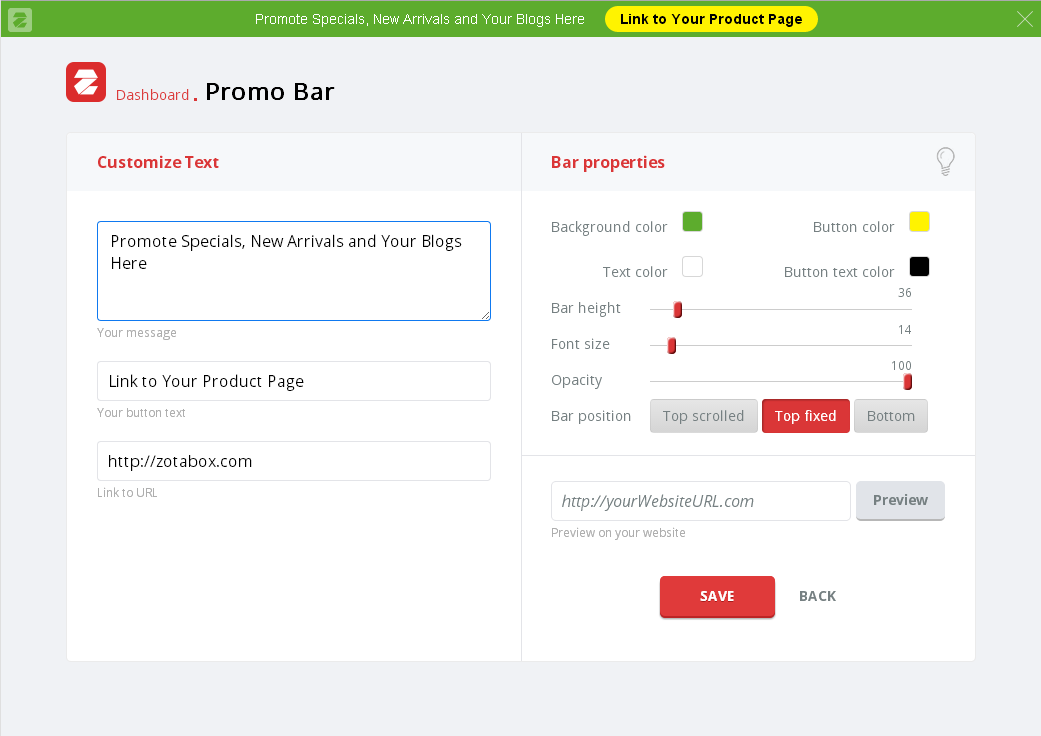 Promote Specials, New Arrivals and Your Blogs Here
Link to Your Product Page
Dashboard . Promo Bar
Customize Text
Promote Specials, New Arrivals and Your Blogs
Here
Your message
Link to Your Product Page
Your button text
http://zotabox.com
Link to URL
Bar properties
Background color
Button color
Text color
Button text color
Bar height
36
Font size
14
Opacity
100
Bar position
Top scrolled
Top fixed
Bottom
http://yourWebsiteURL.com
Preview
Preview on your website
SAVE
BACK